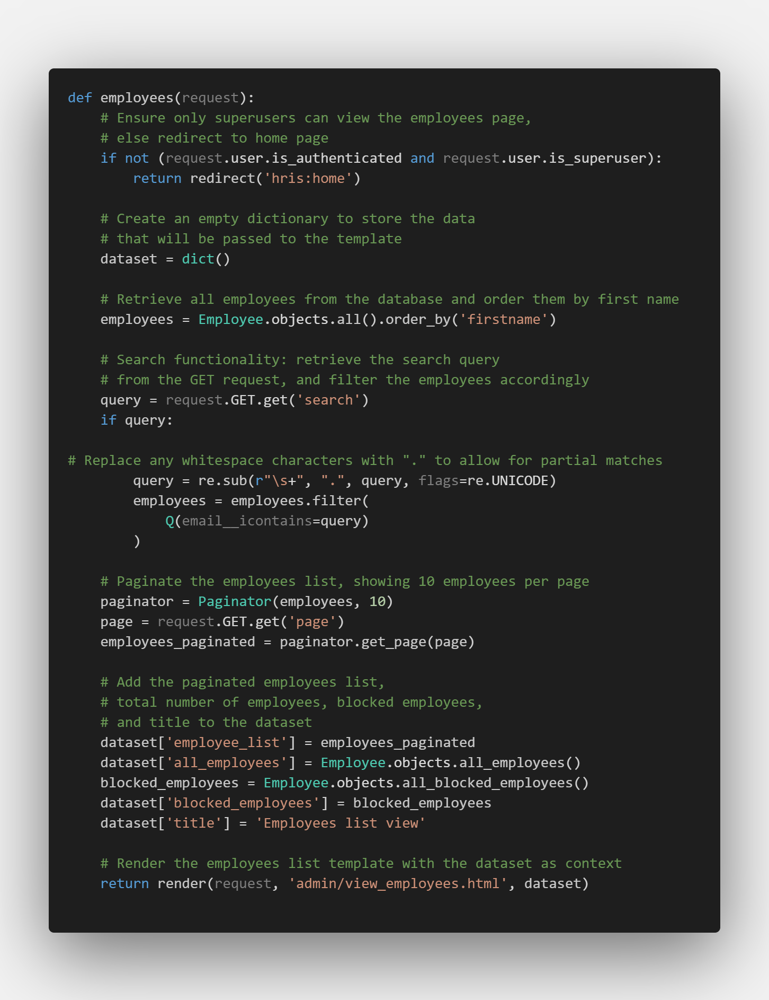 def employees(request):
    # Ensure only superusers can view the employees page,
    # else redirect to home page
    if not (request.user.is_authenticated and request.user.is_superuser):
        return redirect('hris:home')

    # Create an empty dictionary to store the data
    # that will be passed to the template
    dataset = dict()

    # Retrieve all employees from the database and order them by first name
    employees = Employee.objects.all().order_by('firstname')

    # Search functionality: retrieve the search query
    # from the GET request, and filter the employees accordingly
    query = request.GET.get('search')
    if query:

# Replace any whitespace characters with "." to allow for partial matches
        query = re.sub(r"\s+", ".", query, flags=re.UNICODE)
        employees = employees.filter(
            Q(email__icontains=query)
        )

    # Paginate the employees list, showing 10 employees per page
    paginator = Paginator(employees, 10)
    page = request.GET.get('page')
    employees_paginated = paginator.get_page(page)

    # Add the paginated employees list,
    # total number of employees, blocked employees,
    # and title to the dataset
    dataset['employee_list'] = employees_paginated
    dataset['all_employees'] = Employee.objects.all_employees()
    blocked_employees = Employee.objects.all_blocked_employees()
    dataset['blocked_employees'] = blocked_employees
    dataset['title'] = 'Employees list view'

    # Render the employees list template with the dataset as context
    return render(request, 'admin/view_employees.html', dataset)